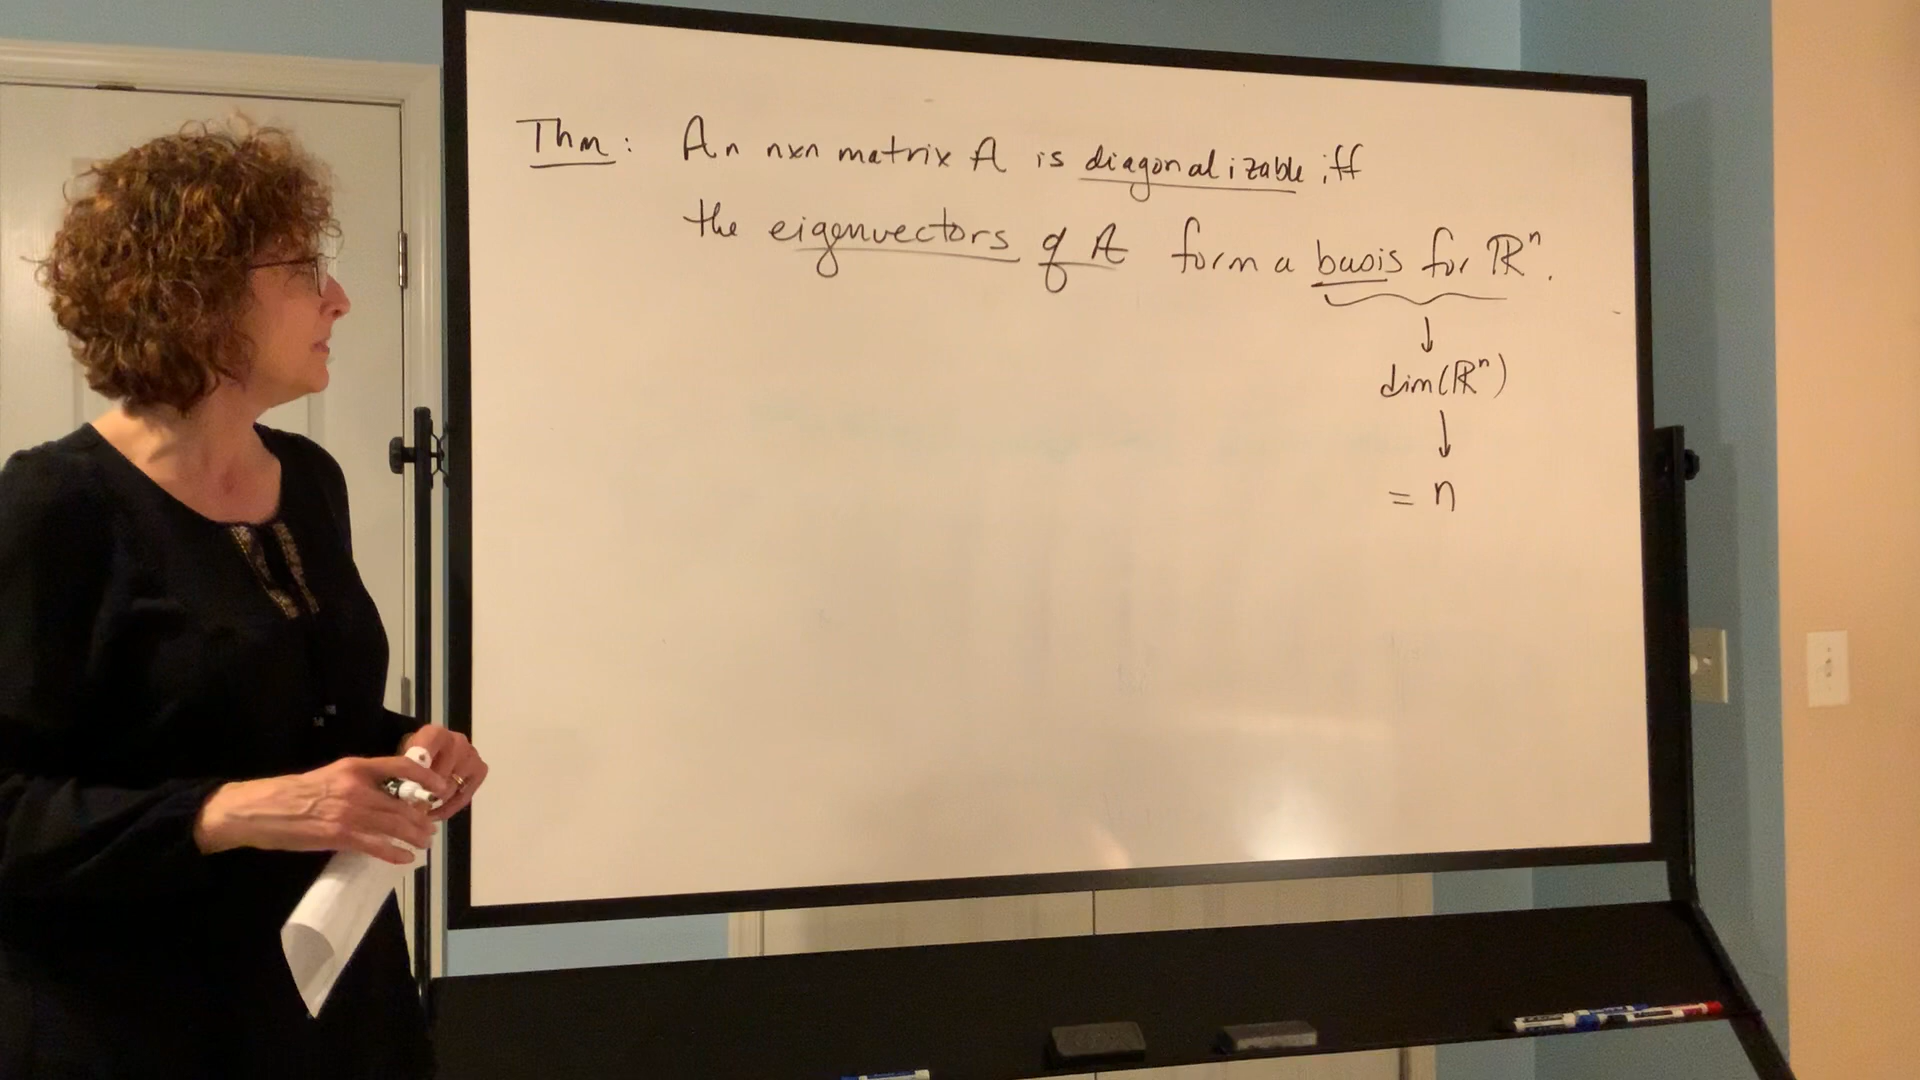 Thm: An nxn matrix A is diagonalizable iff
the eigenvectors of A form a basis for ℝⁿ.
↓
dim(ℝⁿ)
↓
= n